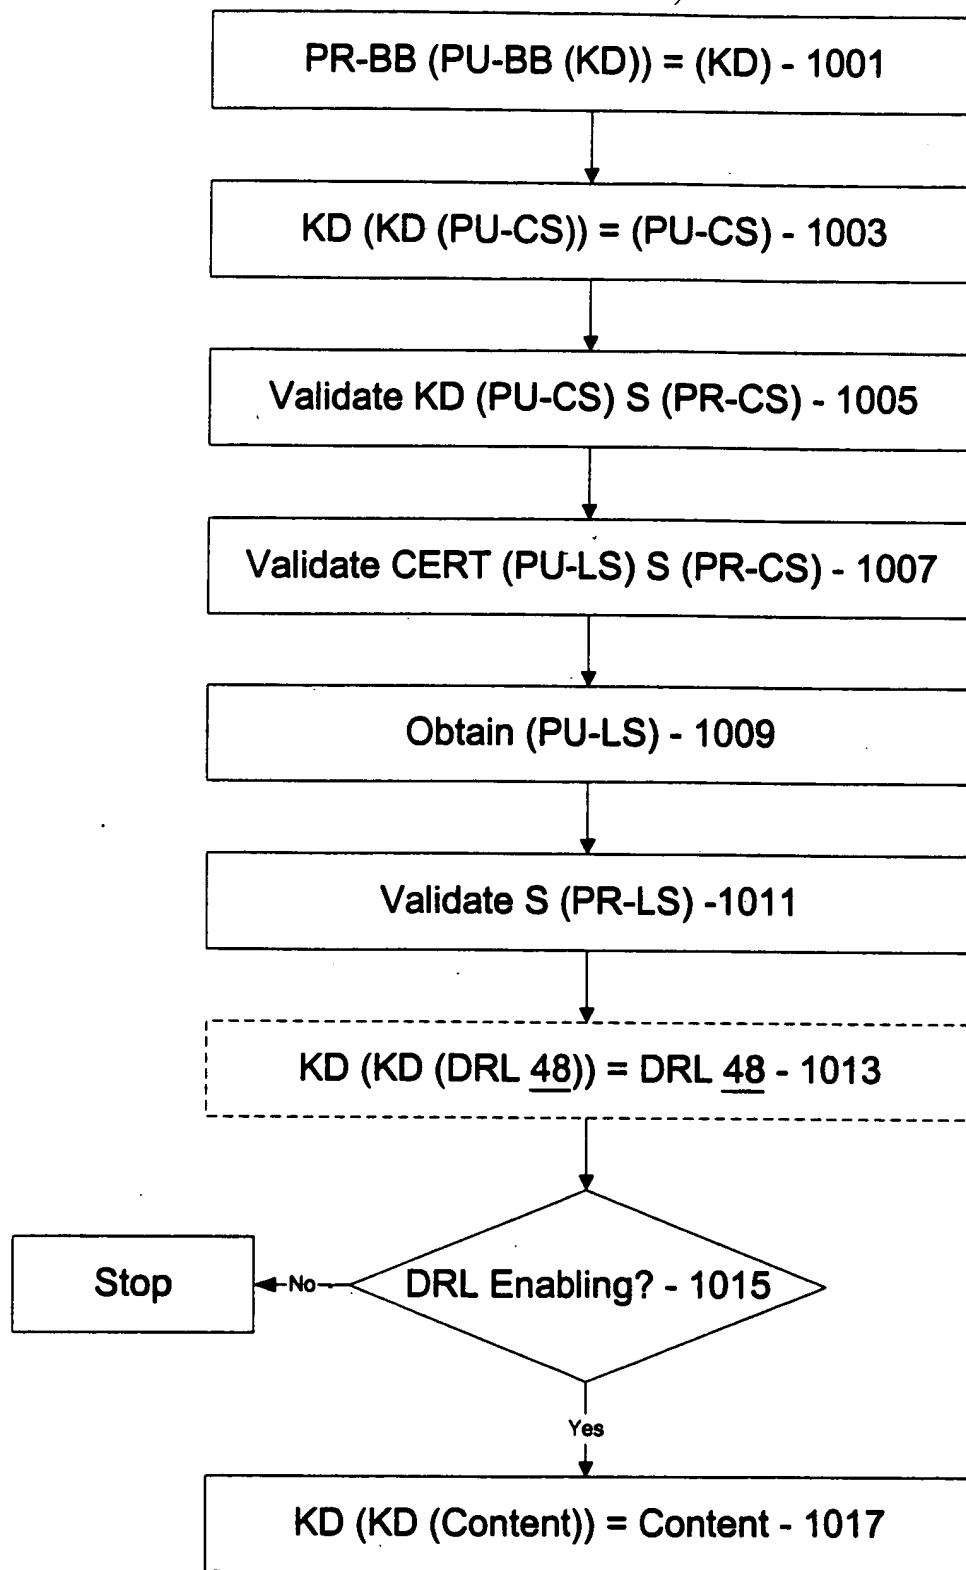 PR-BB (PU-BB (KD)) = (KD) - 1001
KD (KD (PU-CS)) = (PU-CS) - 1003
Validate KD (PU-CS) S (PR-CS) - 1005
Validate CERT (PU-LS) S (PR-CS) - 1007
Obtain (PU-LS) - 1009
Validate S (PR-LS) -1011
KD (KD (DRL 48)) = DRL 48 - 1013
DRL Enabling? - 1015
No
Stop
Yes
KD (KD (Content)) = Content - 1017